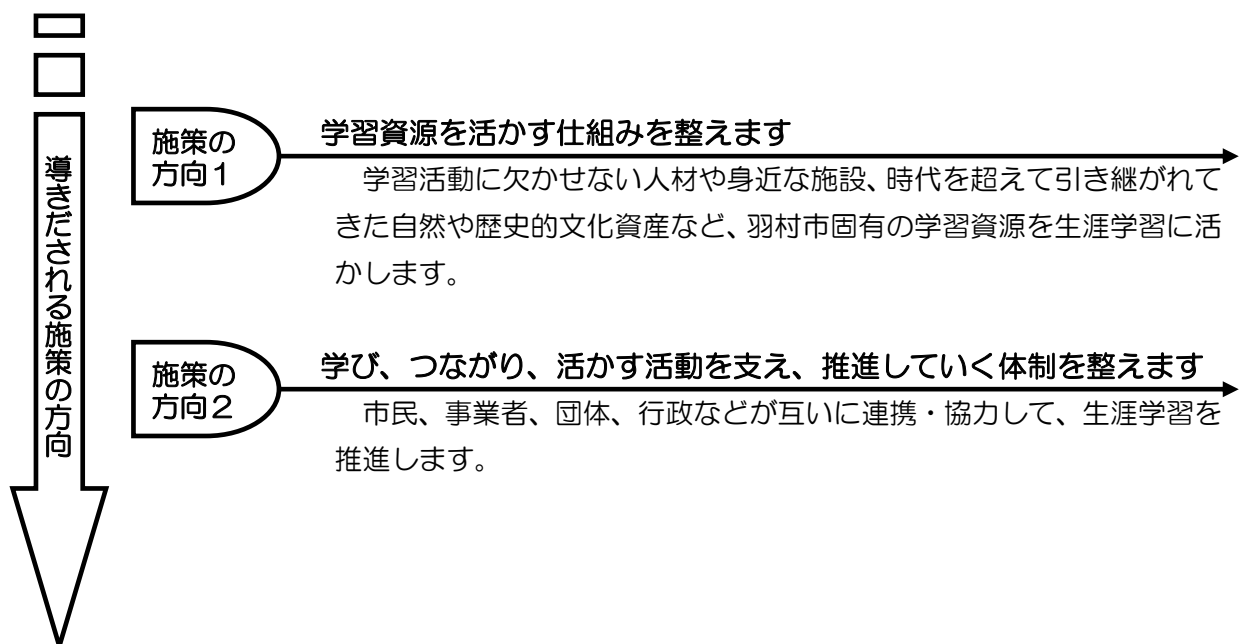 導きだされる施策の方向
施策の
方向1
学習資源を活かす仕組みを整えます
学習活動に欠かせない人材や身近な施設、時代を超えて引き継がれて
きた自然や歴史的文化資産など、羽村市固有の学習資源を生涯学習に活
かします。
施策の
方向2
学び、つながり、活かす活動を支え、推進していく体制を整えます
市民、事業者、団体、行政などが互いに連携・協力して、生涯学習を
推進します。